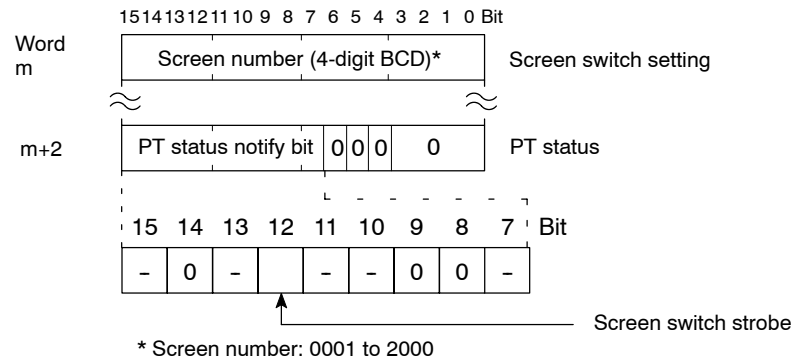 15 14 13 12 11 10 9 8 7 6 5 4 3 2 1 0 Bit
Word
m
Screen number (4-digit BCD)*
Screen switch setting
m+2
PT status notify bit 0 0 0 0
PT status
15 14 13 12 11 10 9 8 7 Bit
– 0 – – – 0 0 –
Screen switch strobe
* Screen number: 0001 to 2000